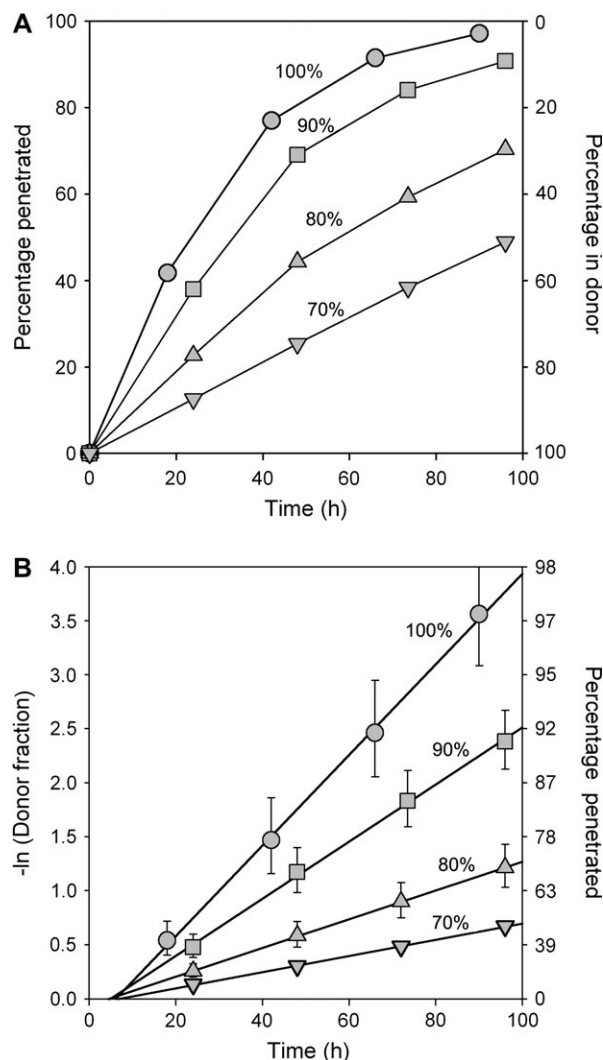 A
Percentage penetrated
Percentage in donor
100 0
80 20
60 40
40 60
20 80
0 100
100%
90%
80%
70%
0 20 40 60 80 100
Time (h)
B
-ln (Donor fraction)
Percentage penetrated
4.0 98
3.5 97
3.0 95
2.5 92
2.0 87
1.5 78
1.0 63
0.5 39
0.0 0
100%
90%
80%
70%
0 20 40 60 80 100
Time (h)